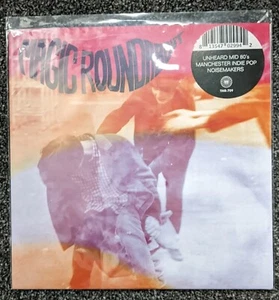 MAGIC ROUNDABOUT
UNHEARD MID 80's
MANCHESTER INDIE POP
NOISEMAKERS